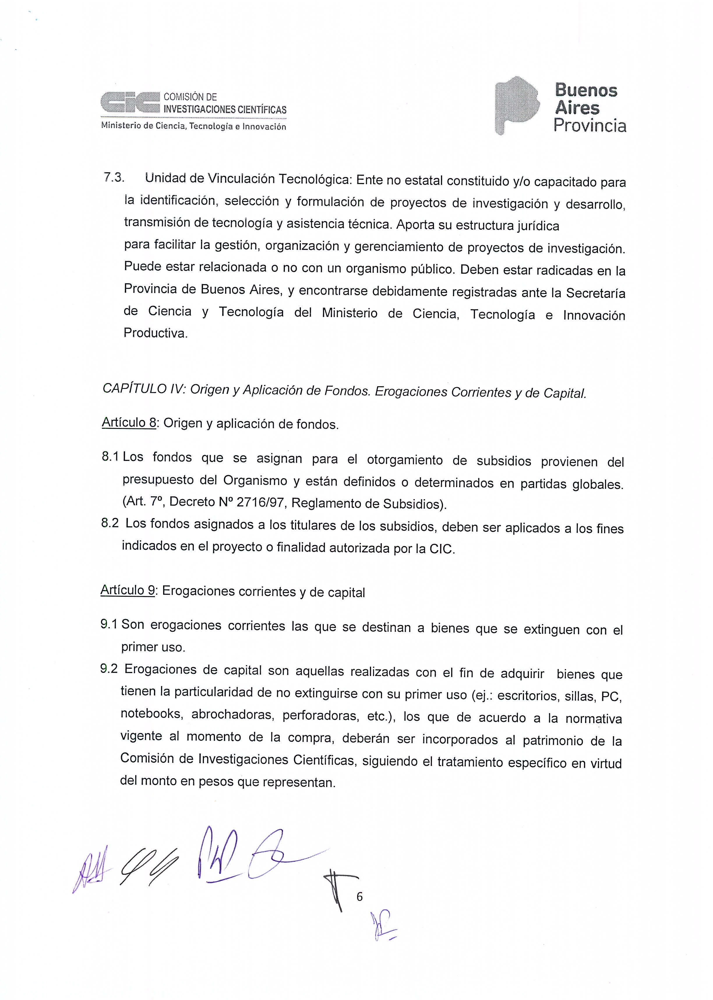 CIC COMISIÓN DE
INVESTIGACIONES CIENTÍFICAS
Ministerio de Ciencia, Tecnología e Innovación
Buenos
Aires
Provincia
7.3. Unidad de Vinculación Tecnológica: Ente no estatal constituido y/o capacitado para
la identificación, selección y formulación de proyectos de investigación y desarrollo,
transmisión de tecnología y asistencia técnica. Aporta su estructura jurídica
para facilitar la gestión, organización y gerenciamiento de proyectos de investigación.
Puede estar relacionada o no con un organismo público. Deben estar radicadas en la
Provincia de Buenos Aires, y encontrarse debidamente registradas ante la Secretaría
de Ciencia y Tecnología del Ministerio de Ciencia, Tecnología e Innovación
Productiva.
CAPÍTULO IV: Origen y Aplicación de Fondos. Erogaciones Corrientes y de Capital.
Artículo 8: Origen y aplicación de fondos.
8.1 Los fondos que se asignan para el otorgamiento de subsidios provienen del
presupuesto del Organismo y están definidos o determinados en partidas globales.
(Art. 7º, Decreto Nº 2716/97, Reglamento de Subsidios).
8.2 Los fondos asignados a los titulares de los subsidios, deben ser aplicados a los fines
indicados en el proyecto o finalidad autorizada por la CIC.
Artículo 9: Erogaciones corrientes y de capital
9.1 Son erogaciones corrientes las que se destinan a bienes que se extinguen con el
primer uso.
9.2 Erogaciones de capital son aquellas realizadas con el fin de adquirir bienes que
tienen la particularidad de no extinguirse con su primer uso (ej.: escritorios, sillas, PC,
notebooks, abrochadoras, perforadoras, etc.), los que de acuerdo a la normativa
vigente al momento de la compra, deberán ser incorporados al patrimonio de la
Comisión de Investigaciones Científicas, siguiendo el tratamiento específico en virtud
del monto en pesos que representan.
6